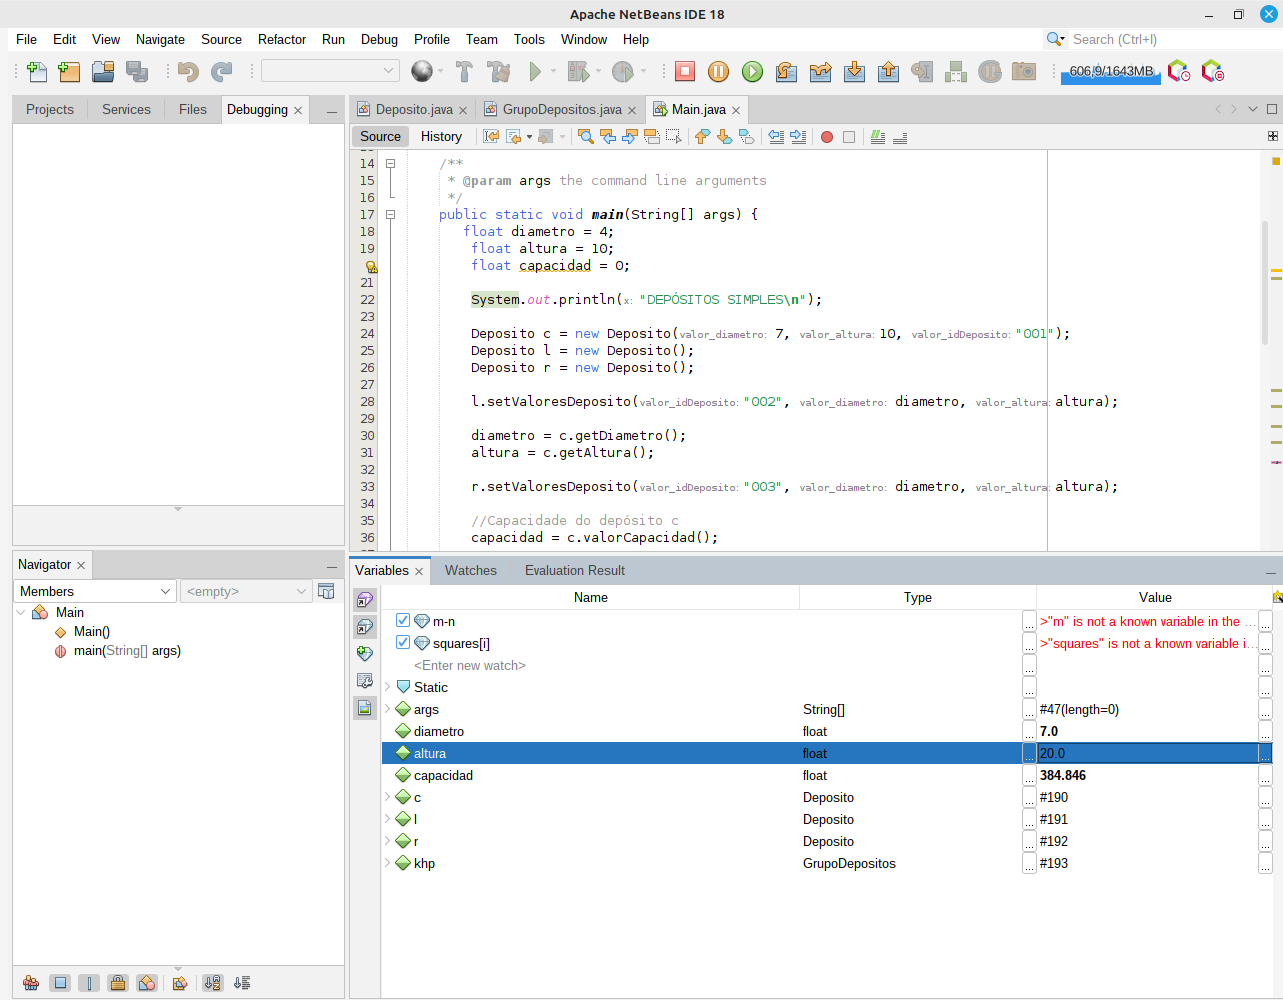 Apache NetBeans IDE 18
File Edit View Navigate Source Refactor Run Debug Profile Team Tools Window Help
Search (Ctrl+I)
606,9/1643MB
Projects Services Files Debugging
Deposito.java GrupoDepositos.java Main.java
Source History
14 /**
15 * @param args the command line arguments
16 */
17 public static void main(String[] args) {
18 float diametro = 4;
19 float altura = 10;
float capacidad = 0;
21
22 System.out.println(x: "DEPÓSITOS SIMPLES\n");
23
24 Deposito c = new Deposito(valor_diametro: 7, valor_altura: 10, valor_idDeposito: "001");
25 Deposito l = new Deposito();
26 Deposito r = new Deposito();
27
28 l.setValoresDeposito(valor_idDeposito: "002", valor_diametro: diametro, valor_altura: altura);
29
30 diametro = c.getDiametro();
31 altura = c.getAltura();
32
33 r.setValoresDeposito(valor_idDeposito: "003", valor_diametro: diametro, valor_altura: altura);
34
35 //Capacidade do depósito c
36 capacidad = c.valorCapacidad();
Navigator
Members <empty>
Main
Main()
main(String[] args)
Variables Watches Evaluation Result
Name Type Value
m-n ... >"m" is not a known variable in the ... ...
squares[i] ... >"squares" is not a known variable i... ...
<Enter new watch> ... ...
Static ... ...
args String[] ... #47(length=0) ...
diametro float ... 7.0 ...
altura float ... 20.0 ...
capacidad float ... 384.846 ...
c Deposito ... #190 ...
l Deposito ... #191 ...
r Deposito ... #192 ...
khp GrupoDepositos ... #193 ...